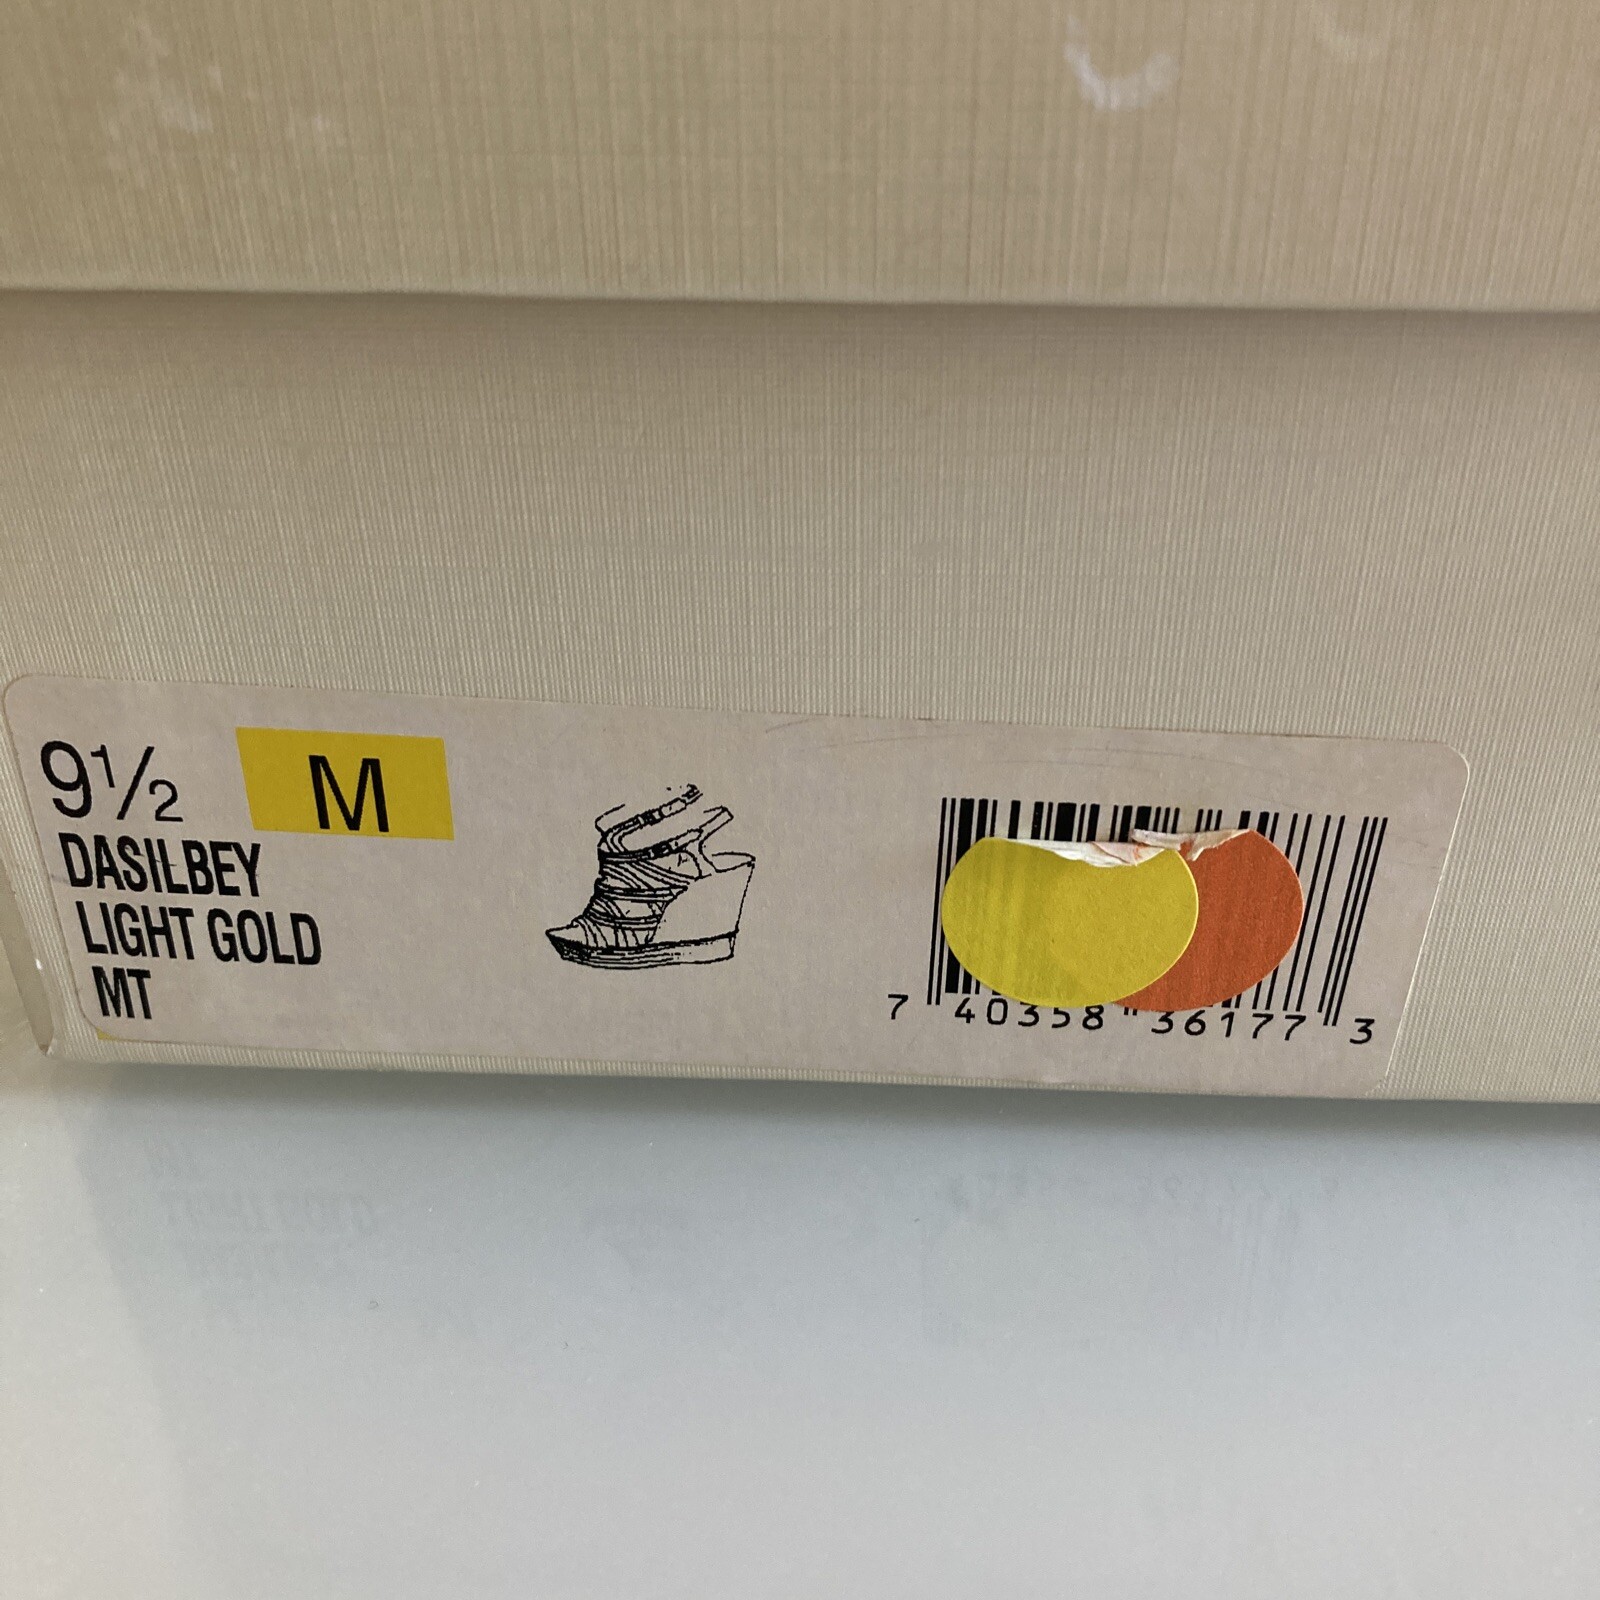 9½ M
DASILBEY
LIGHT GOLD
MT
7 40358 36177 3